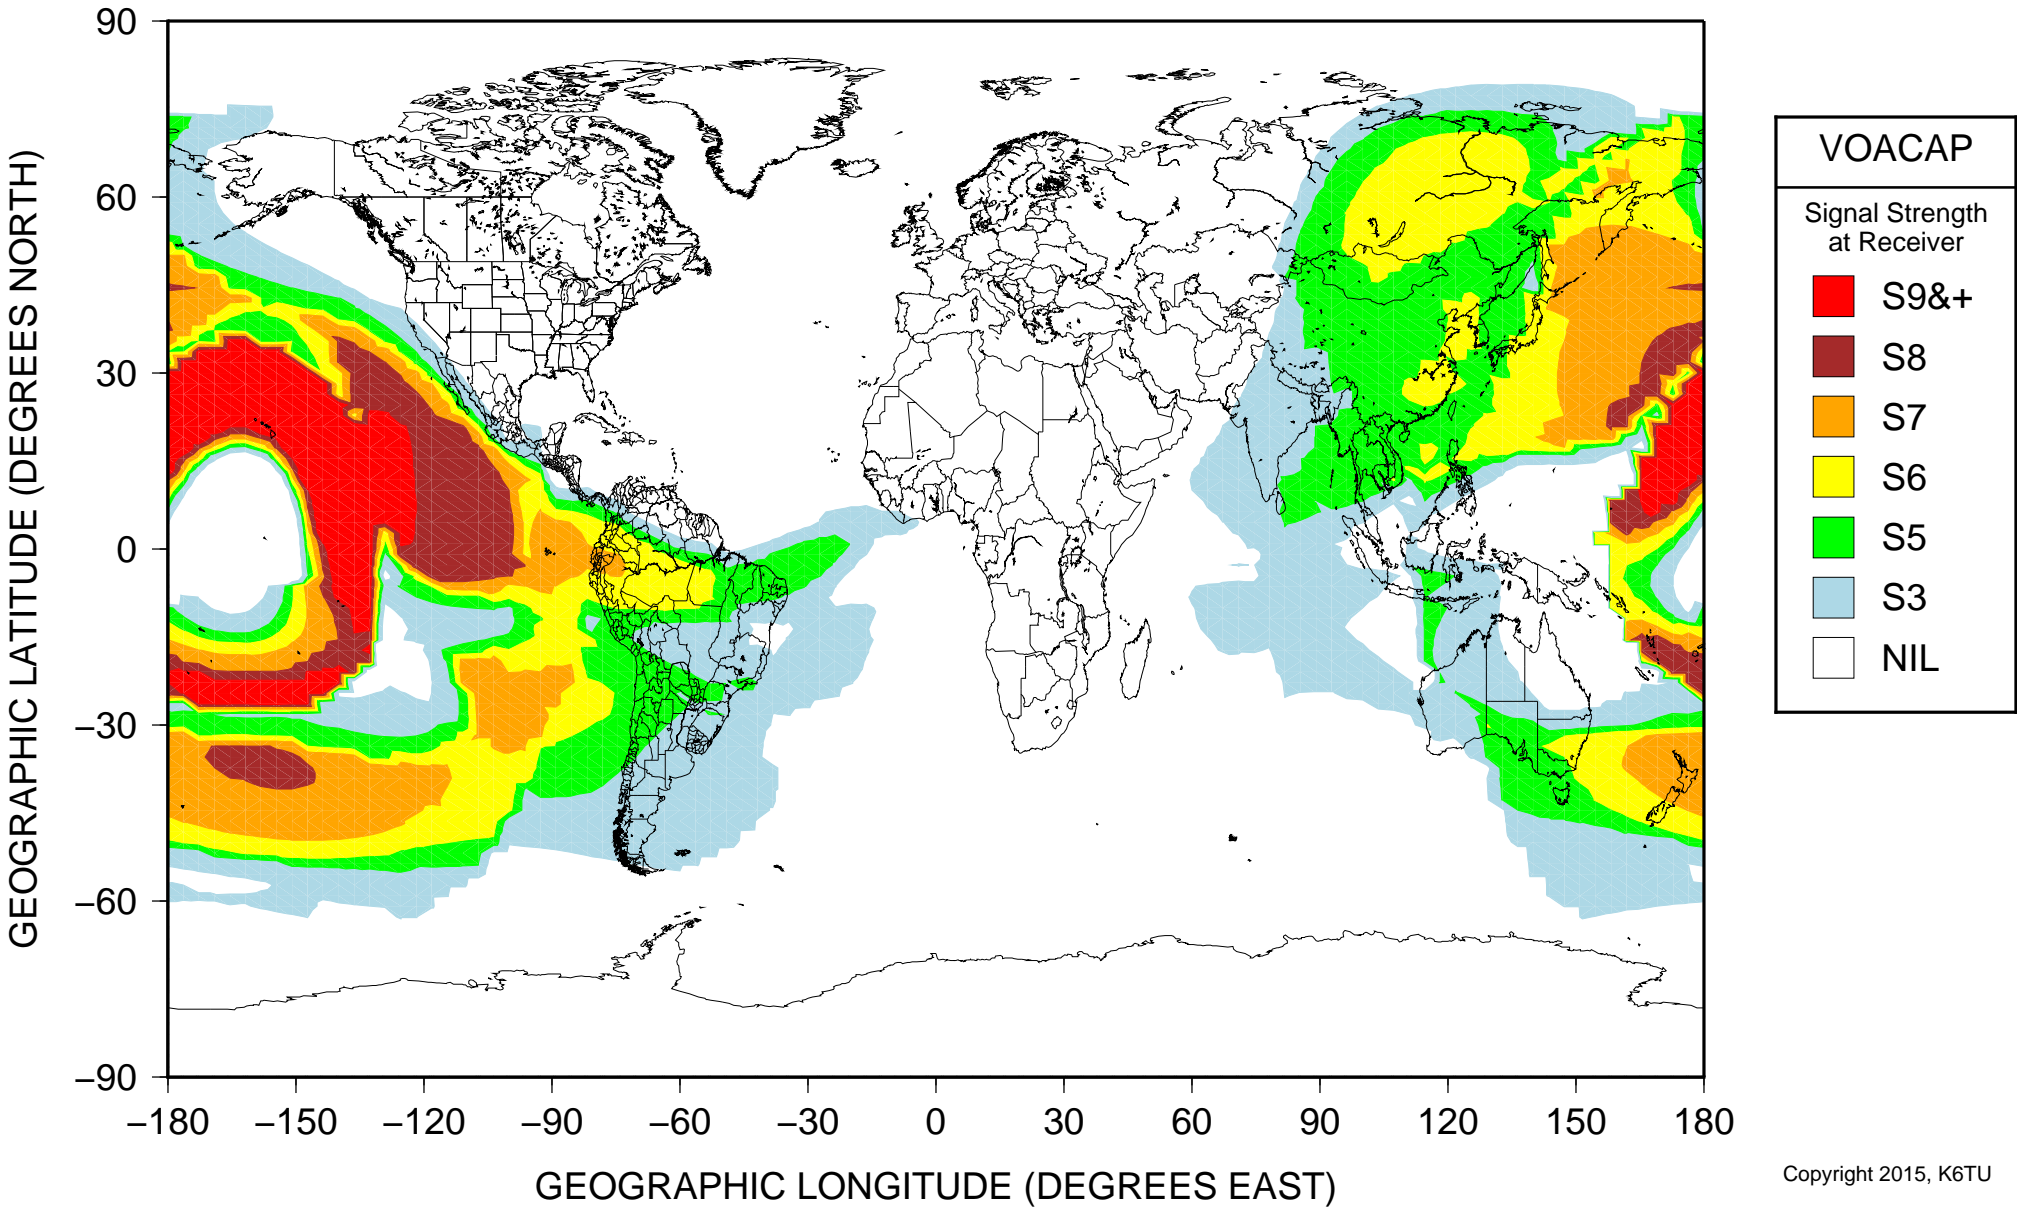 90
60
30
0
−30
−60
−90
GEOGRAPHIC LATITUDE (DEGREES NORTH)
−180 −150 −120 −90 −60 −30 0 30 60 90 120 150 180
GEOGRAPHIC LONGITUDE (DEGREES EAST)
VOACAP
Signal Strength
at Receiver
S9&+
S8
S7
S6
S5
S3
NIL
Copyright 2015, K6TU